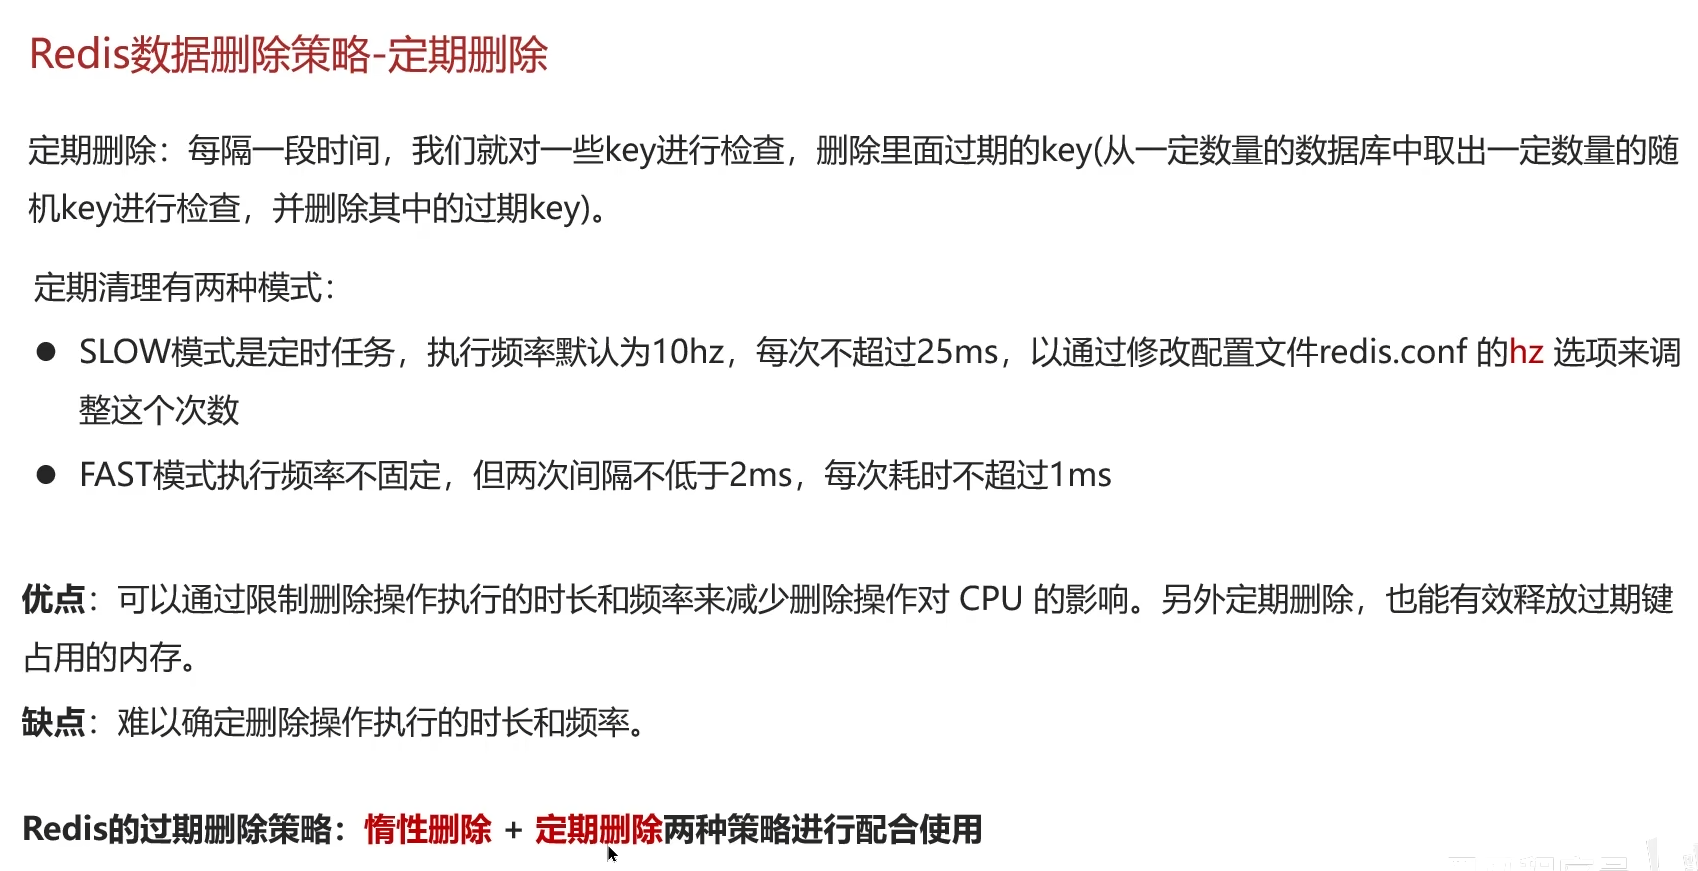 Redis数据删除策略-定期删除
定期删除：每隔一段时间，我们就对一些key进行检查，删除里面过期的key(从一定数量的数据库中取出一定数量的随
机key进行检查，并删除其中的过期key)。
定期清理有两种模式：
● SLOW模式是定时任务，执行频率默认为10hz，每次不超过25ms，以通过修改配置文件redis.conf 的hz 选项来调
整这个次数
● FAST模式执行频率不固定，但两次间隔不低于2ms，每次耗时不超过1ms
优点：可以通过限制删除操作执行的时长和频率来减少删除操作对 CPU 的影响。另外定期删除，也能有效释放过期键
占用的内存。
缺点：难以确定删除操作执行的时长和频率。
Redis的过期删除策略：惰性删除 + 定期删除两种策略进行配合使用